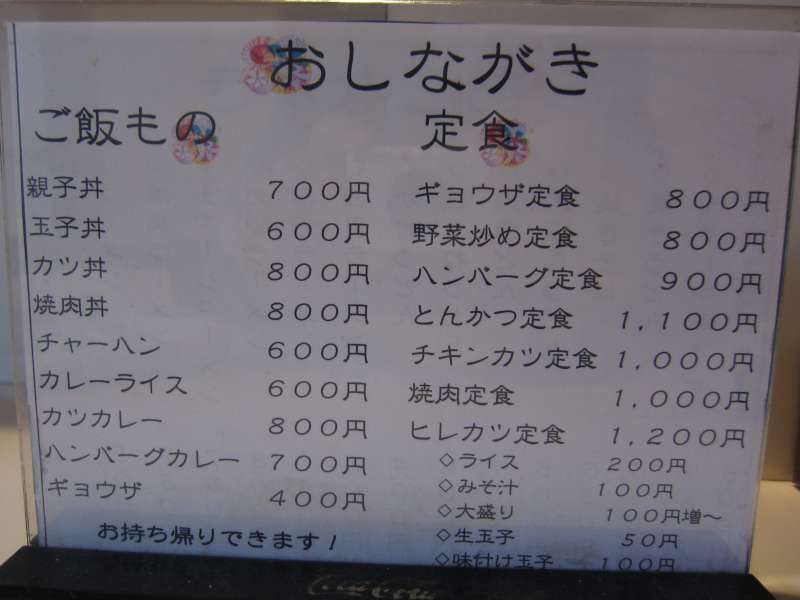 おしながき
ご飯もの
親子丼 700円
玉子丼 600円
カツ丼 800円
焼肉丼 800円
チャーハン 600円
カレーライス 600円
カツカレー 800円
ハンバーグカレー 700円
ギョウザ 400円
お持ち帰りできます！
定食
ギョウザ定食 800円
野菜炒め定食 800円
ハンバーグ定食 900円
とんかつ定食 1,100円
チキンカツ定食 1,000円
焼肉定食 1,000円
ヒレカツ定食 1,200円
◇ライス 200円
◇みそ汁 100円
◇大盛り 100円増～
◇生玉子 50円
◇味付け玉子 100円
Coca-Cola